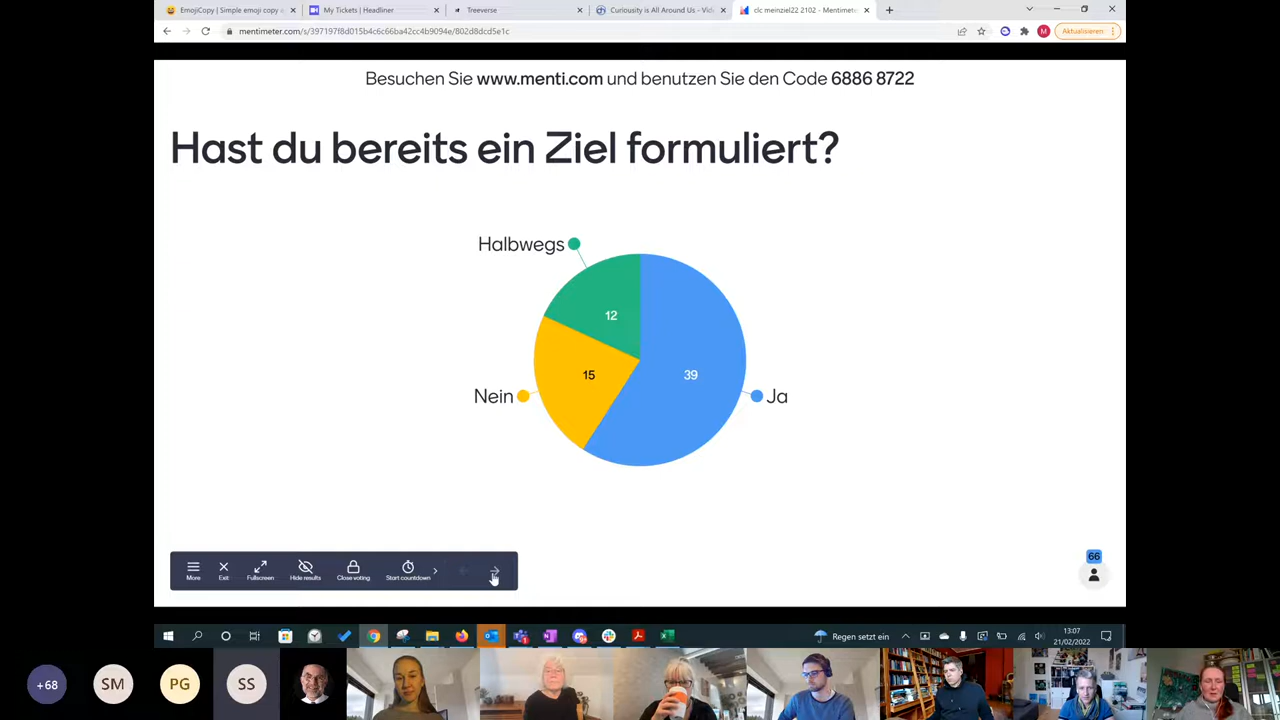 EmojiCopy | Simple emoji copy a
My Tickets | Headliner
Treeverse
Curiousity is All Around Us - Vid
clc meinziel22 2102 - Mentimete
mentimeter.com/s/397197f8d015b4c6c66ba42cc4b9094e/802d8dcd5e1c
M
Aktualisieren
Besuchen Sie www.menti.com und benutzen Sie den Code 6886 8722
Hast du bereits ein Ziel formuliert?
Halbwegs
12
15
39
Nein
Ja
More
Exit
Fullscreen
Hide results
Close voting
Start countdown
66
Regen setzt ein
13:07
21/02/2022
+68
SM
PG
SS